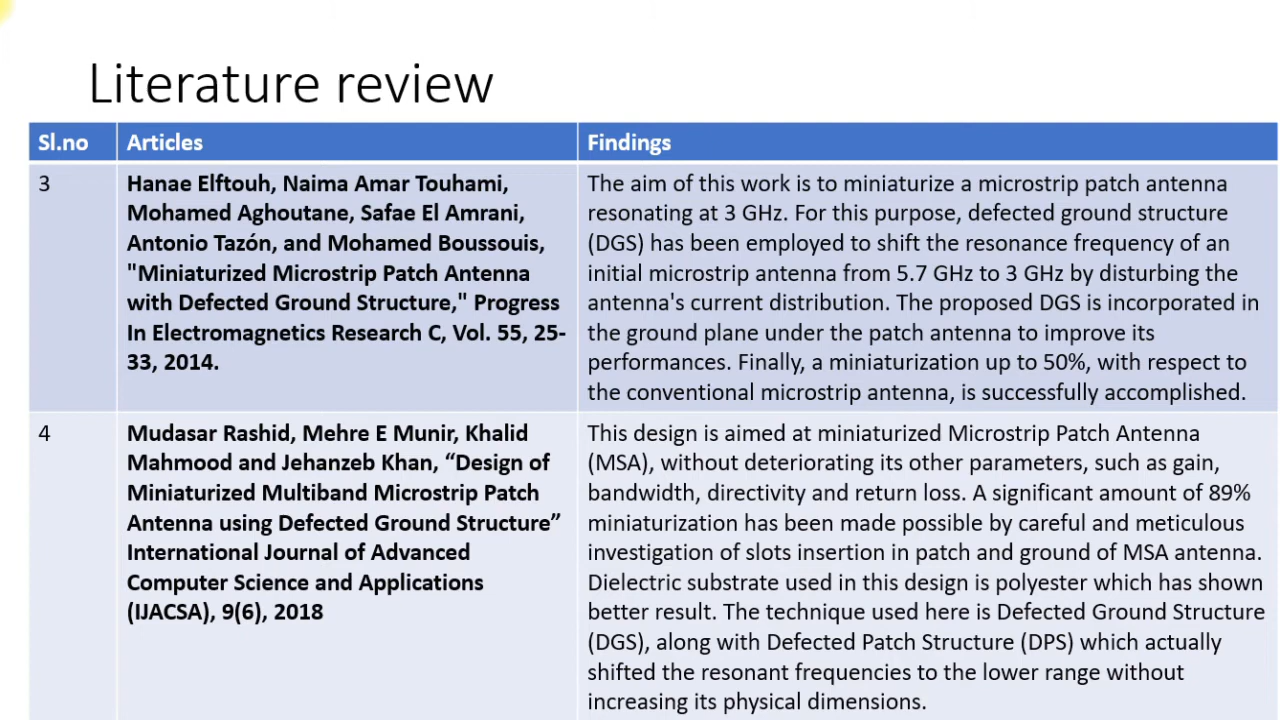 Literature review
Sl.no Articles Findings
3
Hanae Elftouh, Naima Amar Touhami,
Mohamed Aghoutane, Safae El Amrani,
Antonio Tazón, and Mohamed Boussouis,
"Miniaturized Microstrip Patch Antenna
with Defected Ground Structure," Progress
In Electromagnetics Research C, Vol. 55, 25-
33, 2014.
The aim of this work is to miniaturize a microstrip patch antenna
resonating at 3 GHz. For this purpose, defected ground structure
(DGS) has been employed to shift the resonance frequency of an
initial microstrip antenna from 5.7 GHz to 3 GHz by disturbing the
antenna's current distribution. The proposed DGS is incorporated in
the ground plane under the patch antenna to improve its
performances. Finally, a miniaturization up to 50%, with respect to
the conventional microstrip antenna, is successfully accomplished.
4
Mudasar Rashid, Mehre E Munir, Khalid
Mahmood and Jehanzeb Khan, “Design of
Miniaturized Multiband Microstrip Patch
Antenna using Defected Ground Structure”
International Journal of Advanced
Computer Science and Applications
(IJACSA), 9(6), 2018
This design is aimed at miniaturized Microstrip Patch Antenna
(MSA), without deteriorating its other parameters, such as gain,
bandwidth, directivity and return loss. A significant amount of 89%
miniaturization has been made possible by careful and meticulous
investigation of slots insertion in patch and ground of MSA antenna.
Dielectric substrate used in this design is polyester which has shown
better result. The technique used here is Defected Ground Structure
(DGS), along with Defected Patch Structure (DPS) which actually
shifted the resonant frequencies to the lower range without
increasing its physical dimensions.